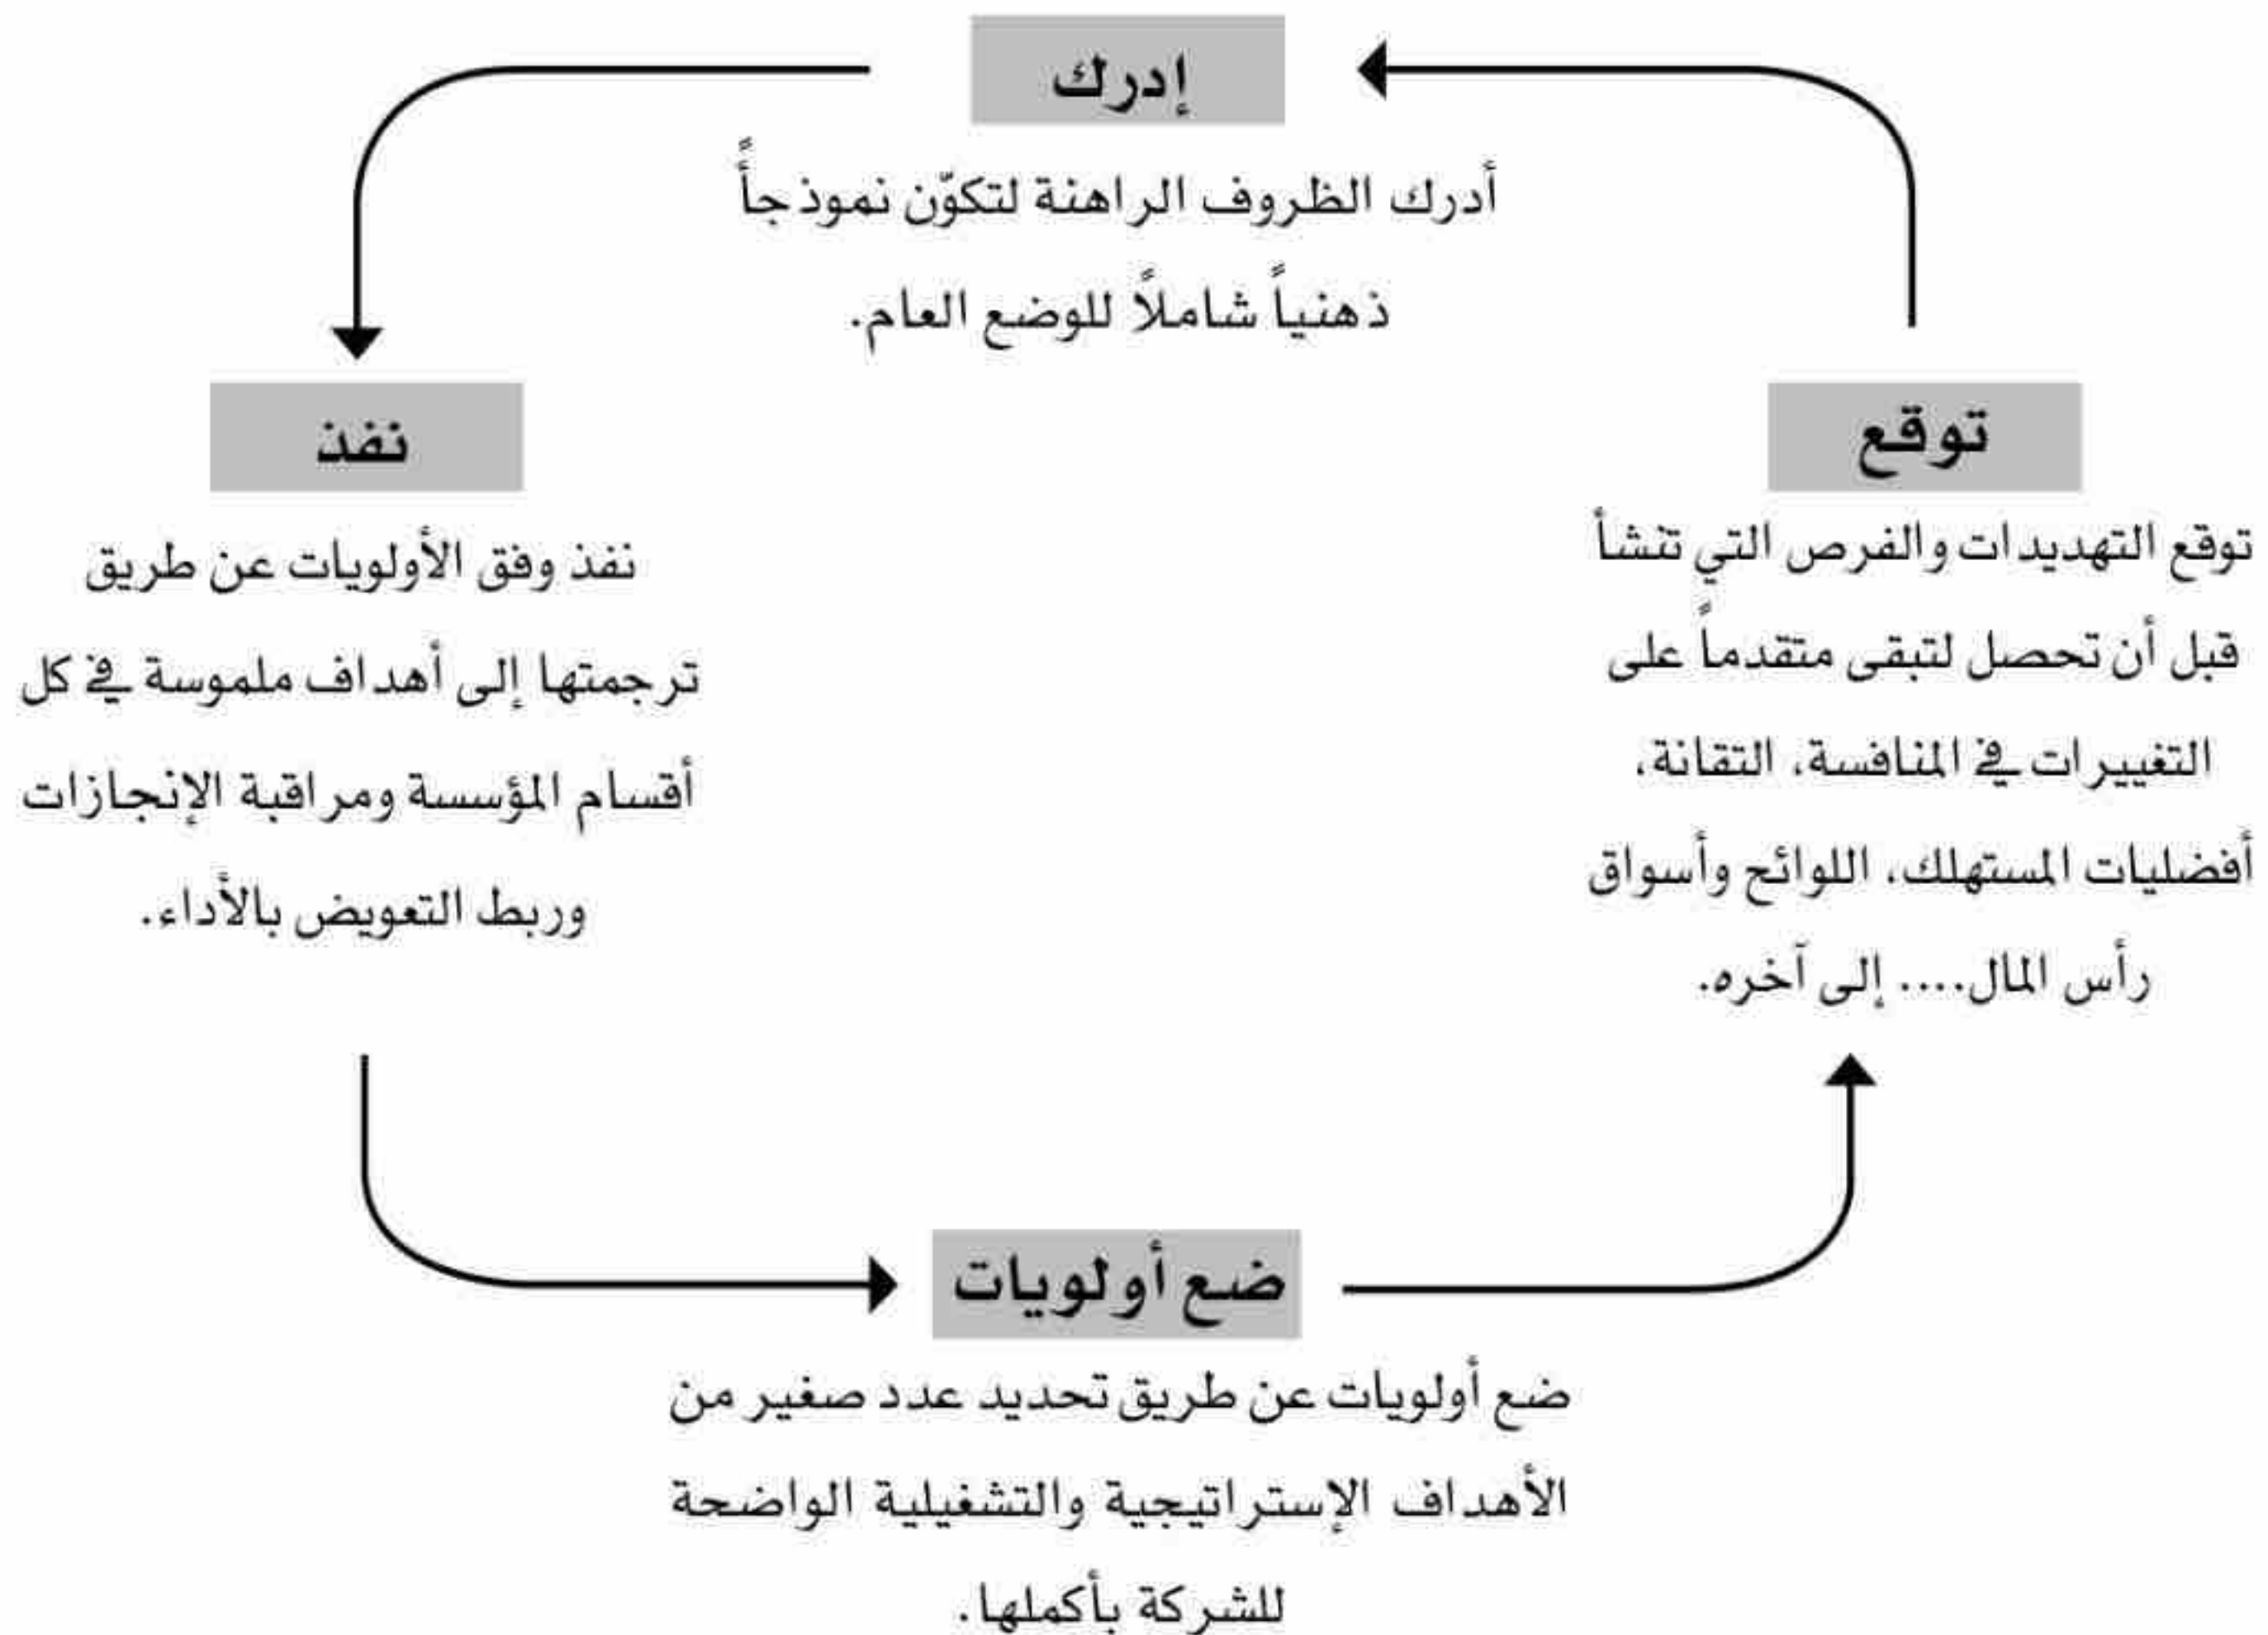 إدرك
أدرك الظروف الراهنة لتكوّن نموذجاً
ذهنياً شاملاً للوضع العام.
توقع
توقع التهديدات والفرص التي تنشأ
قبل أن تحصل لتبقى متقدماً على
التغييرات في المنافسة، التقانة،
أفضليات المستهلك، اللوائح وأسواق
رأس المال.... إلى آخره.
نفذ
نفذ وفق الأولويات عن طريق
ترجمتها إلى أهداف ملموسة في كل
أقسام المؤسسة ومراقبة الإنجازات
وربط التعويض بالأداء.
ضع أولويات
ضع أولويات عن طريق تحديد عدد صغير من
الأهداف الإستراتيجية والتشغيلية الواضحة
للشركة بأكملها.